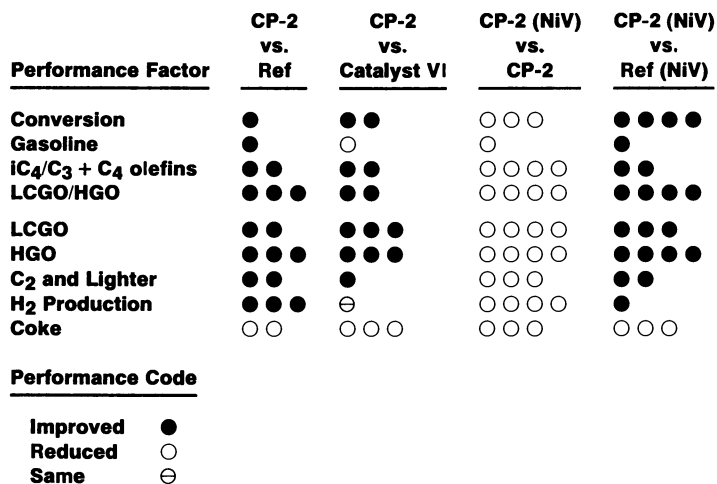 CP-2 CP-2 CP-2 (NiV) CP-2 (NiV)
vs. vs. vs. vs.
Performance Factor Ref Catalyst VI CP-2 Ref (NiV)
Conversion ● ●● ○○○ ●●●●
Gasoline ● ○ ○ ●
iC₄/C₃ + C₄ olefins ●● ●● ○○○○ ●●
LCGO/HGO ●●● ●● ○○○○ ●●●●
LCGO ●● ●●● ○○○○ ●●●
HGO ●●● ●●● ○○○○ ●●●●
C₂ and Lighter ●● ● ○○○ ●●
H₂ Production ●●● ⊖ ○○○○ ●
Coke ○○ ○○○ ○○○ ○○○
Performance Code
Improved ●
Reduced ○
Same ⊖